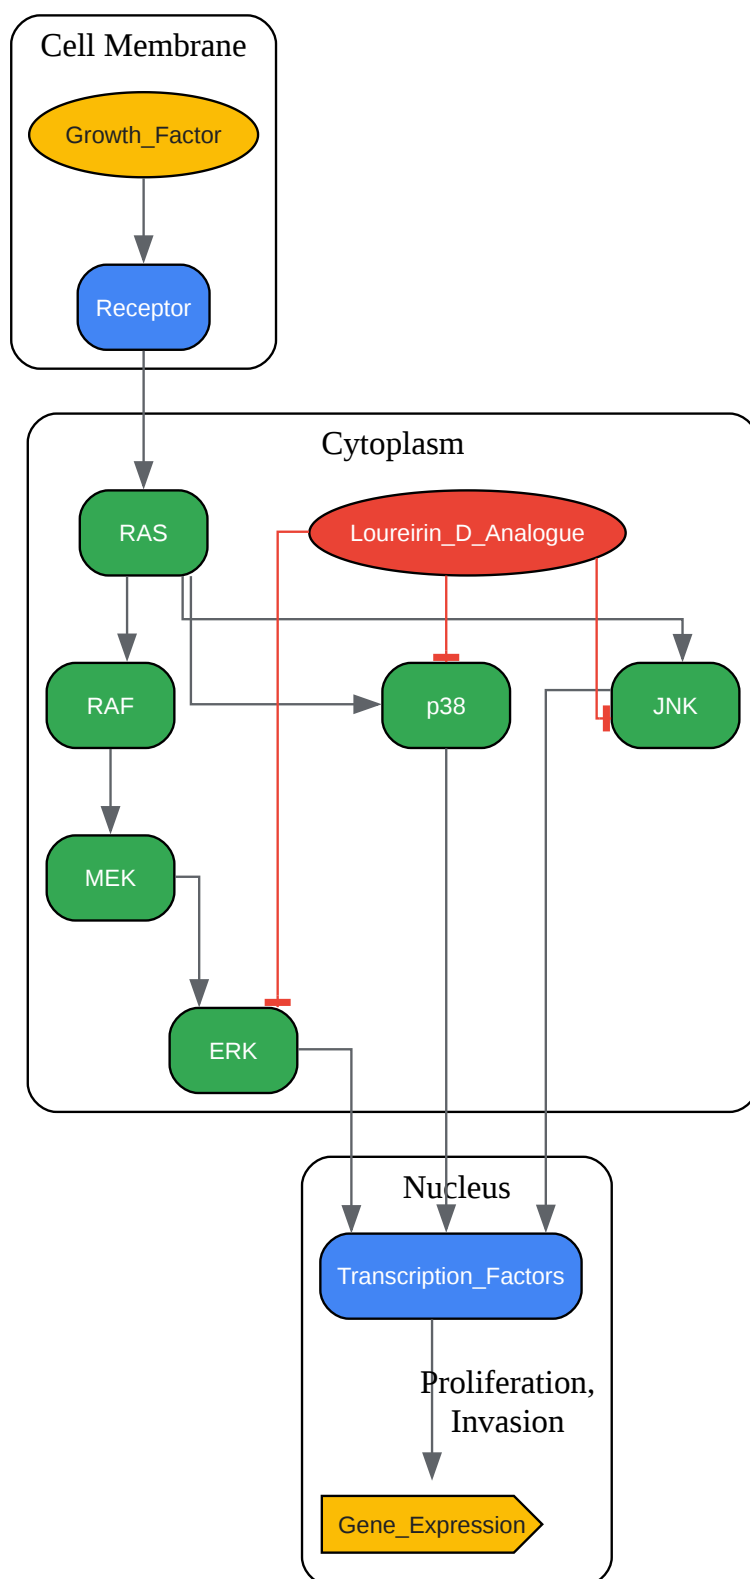 Cell Membrane
Growth_Factor
Receptor
Cytoplasm
RAS
Loureirin_D_Analogue
RAF
p38
JNK
MEK
ERK
Nucleus
Transcription_Factors
Proliferation,
Invasion
Gene_Expression